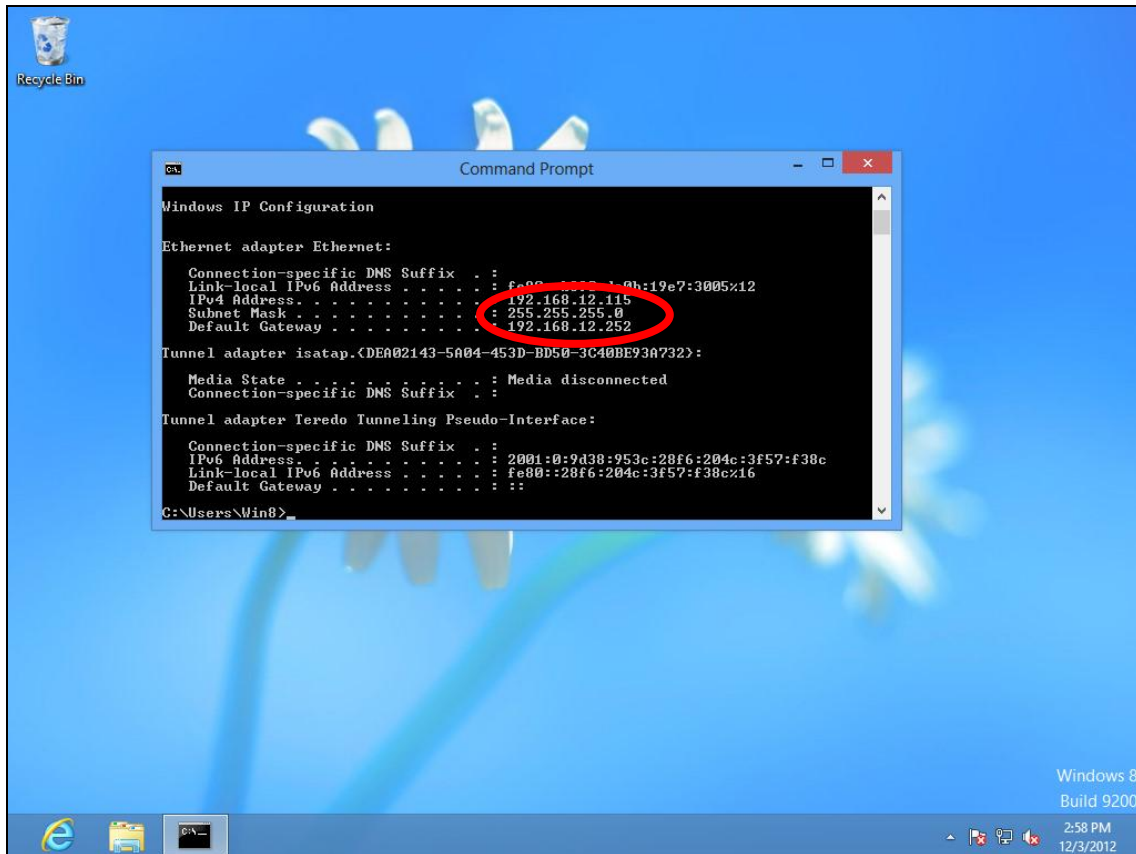 Recycle Bin
Command Prompt
Windows IP Configuration
Ethernet adapter Ethernet:
Connection-specific DNS Suffix . :
Link-local IPv6 Address . . . . . : :19e7:3005%12
IPv4 Address. . . . . . . . . . . : 192.168.12.115
Subnet Mask . . . . . . . . . . . : 255.255.255.0
Default Gateway . . . . . . . . . : 192.168.12.252
Tunnel adapter isatap.{DEA02143-5A04-453D-BD50-3C40BE93A732}:
Media State . . . . . . . . . . . : Media disconnected
Connection-specific DNS Suffix . :
Tunnel adapter Teredo Tunneling Pseudo-Interface:
Connection-specific DNS Suffix . :
IPv6 Address. . . . . . . . . . . : 2001:0:9d38:953c:28f6:204c:3f57:f38c
Link-local IPv6 Address . . . . . : fe80::28f6:204c:3f57:f38c%16
Default Gateway . . . . . . . . . : ::
C:\Users\Win8>_
Windows 8
Build 9200
2:58 PM
12/3/2012